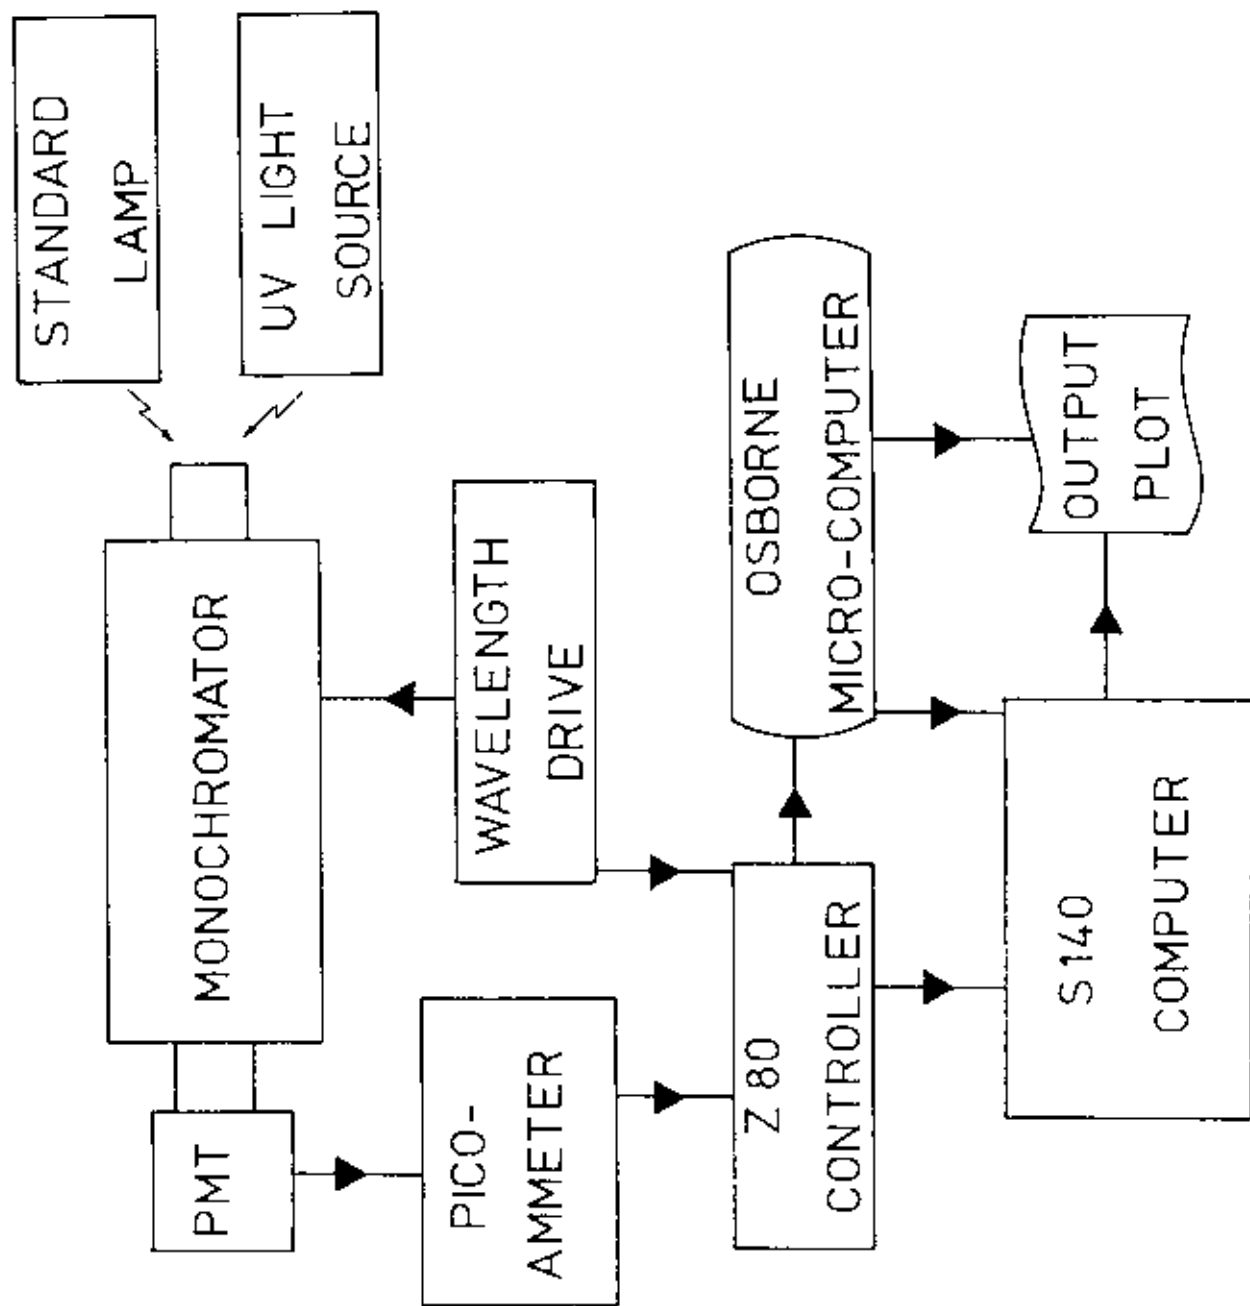 STANDARD
LAMP
UV LIGHT
SOURCE
MONOCHROMATOR
PMT
WAVELENGTH
DRIVE
PICO-
AMMETER
Z80
CONTROLLER
OSBORNE
MICRO-COMPUTER
S140
COMPUTER
OUTPUT
PLOT